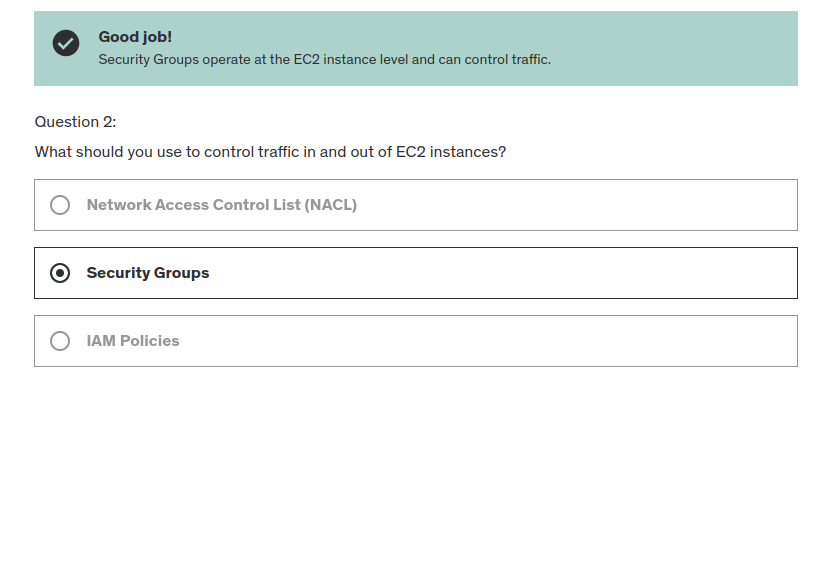 Good job!
Security Groups operate at the EC2 instance level and can control traffic.
Question 2:
What should you use to control traffic in and out of EC2 instances?
Network Access Control List (NACL)
Security Groups
IAM Policies